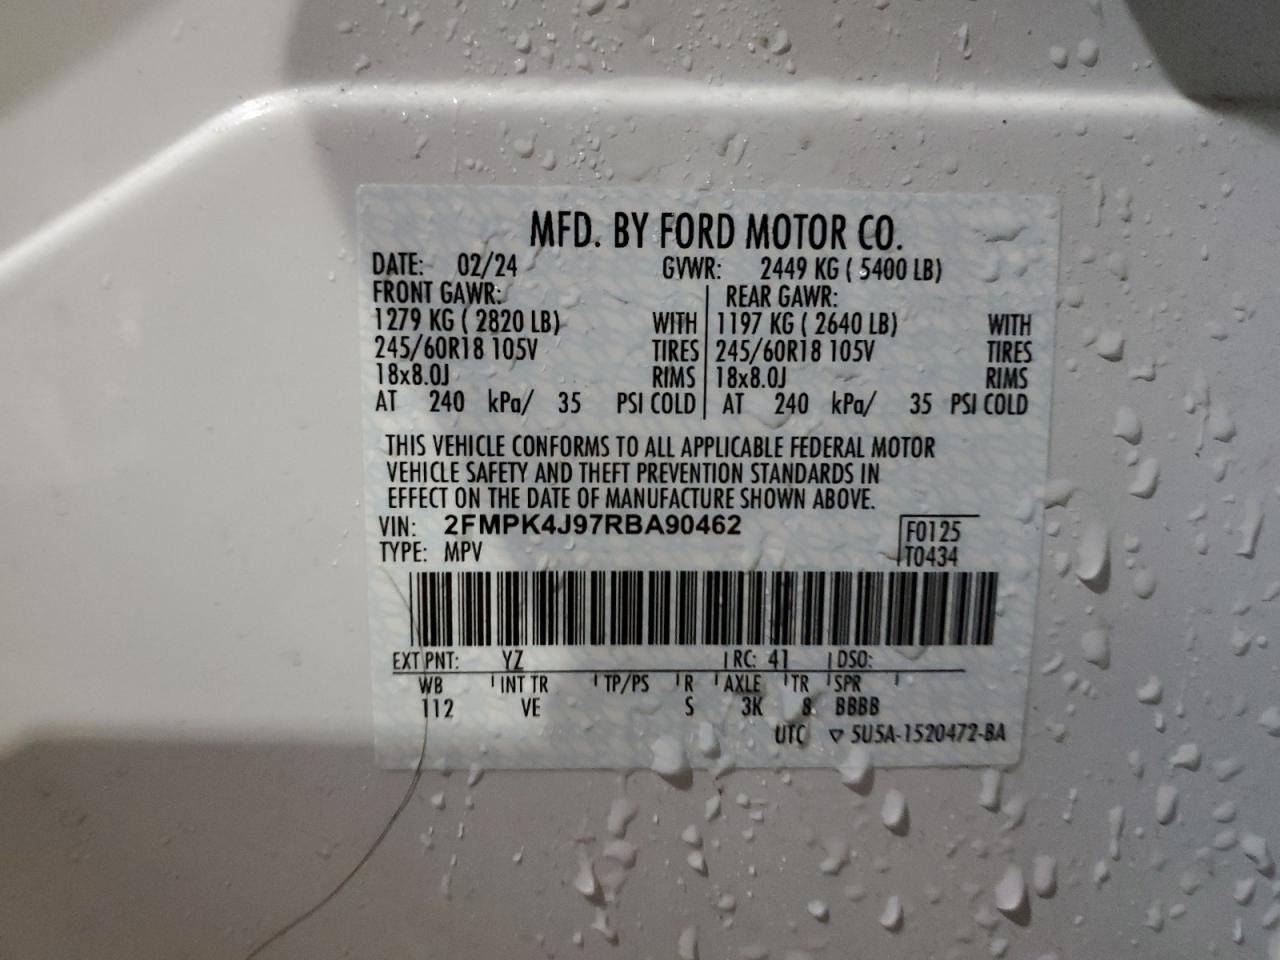 MFD. BY FORD MOTOR CO.
DATE: 02/24 GVWR: 2449 KG ( 5400 LB)
FRONT GAWR: REAR GAWR:
1279 KG ( 2820 LB) WITH 1197 KG ( 2640 LB) WITH
245/60R18 105V TIRES 245/60R18 105V TIRES
18x8.0J RIMS 18x8.0J RIMS
AT 240 kPa/ 35 PSI COLD AT 240 kPa/ 35 PSI COLD
THIS VEHICLE CONFORMS TO ALL APPLICABLE FEDERAL MOTOR
VEHICLE SAFETY AND THEFT PREVENTION STANDARDS IN
EFFECT ON THE DATE OF MANUFACTURE SHOWN ABOVE.
VIN: 2FMPK4J97RBA90462 F0125
TYPE: MPV T0434
EXT PNT: YZ RC: 41 DSO:
WB INT TR TP/PS R AXLE TR SPR
112 VE S 3K 8 BBBB
UTC ▽ 5U5A-1520472-BA